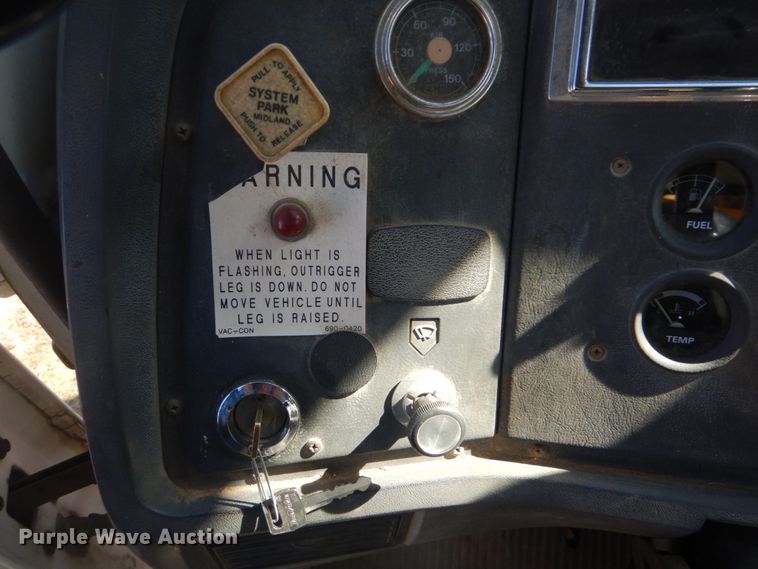 60 90
30 AIR 120
PRESS
150
PULL TO APPLY
SYSTEM
PARK
MIDLAND
PUSH TO RELEASE
ARNING
WHEN LIGHT IS
FLASHING, OUTRIGGER
LEG IS DOWN. DO NOT
MOVE VEHICLE UNTIL
LEG IS RAISED.
VAC-CON 690-0420
FUEL
H
TEMP
Purple Wave Auction